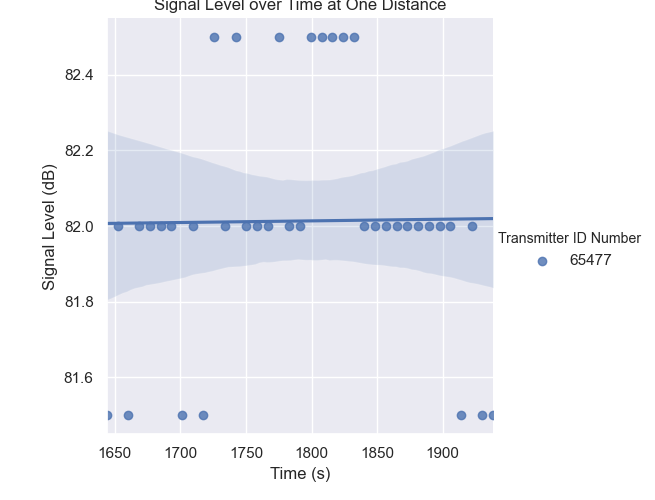 Signal Level over Time at One Distance
82.4
82.2
82.0
81.8
81.6
Signal Level (dB)
1650 1700 1750 1800 1850 1900
Time (s)
Transmitter ID Number
65477